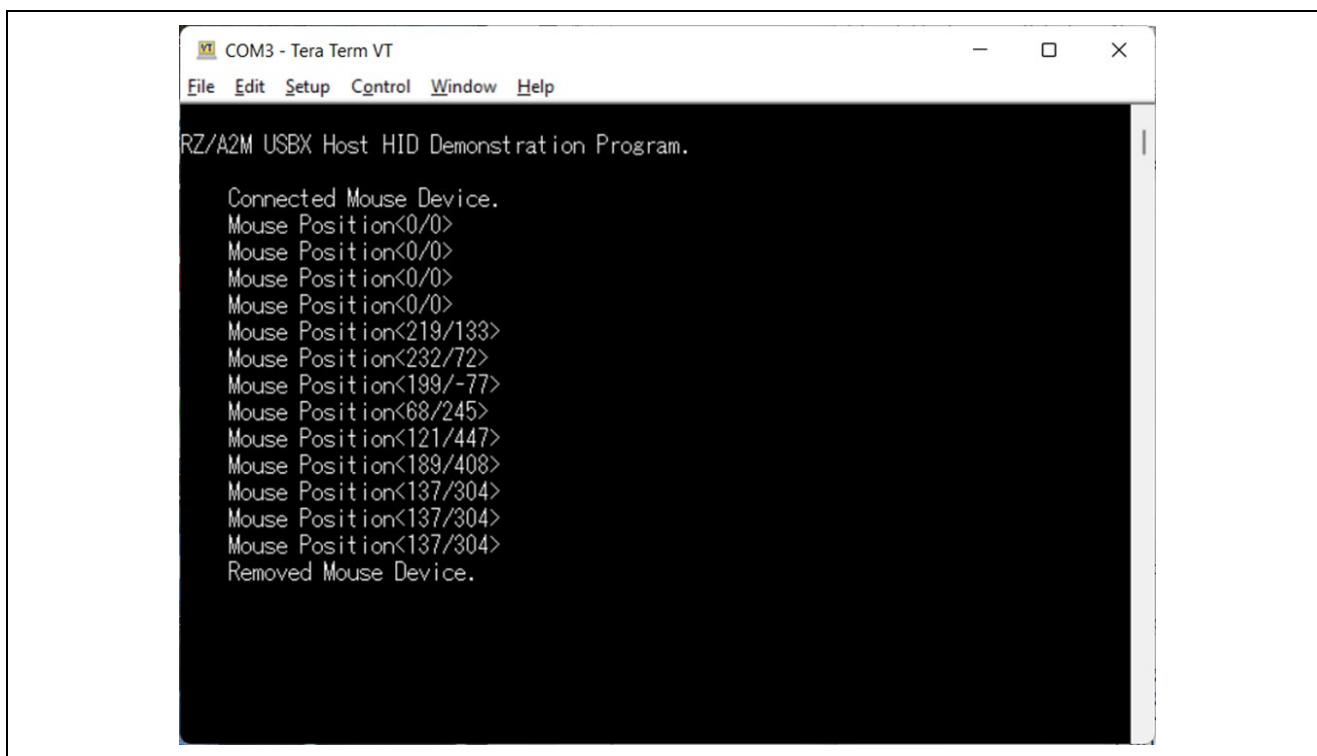 COM3 - Tera Term VT
File Edit Setup Control Window Help
RZ/A2M USBX Host HID Demonstration Program.
Connected Mouse Device.
Mouse Position<0/0>
Mouse Position<0/0>
Mouse Position<0/0>
Mouse Position<0/0>
Mouse Position<219/133>
Mouse Position<232/72>
Mouse Position<199/-77>
Mouse Position<68/245>
Mouse Position<121/447>
Mouse Position<189/408>
Mouse Position<137/304>
Mouse Position<137/304>
Mouse Position<137/304>
Removed Mouse Device.